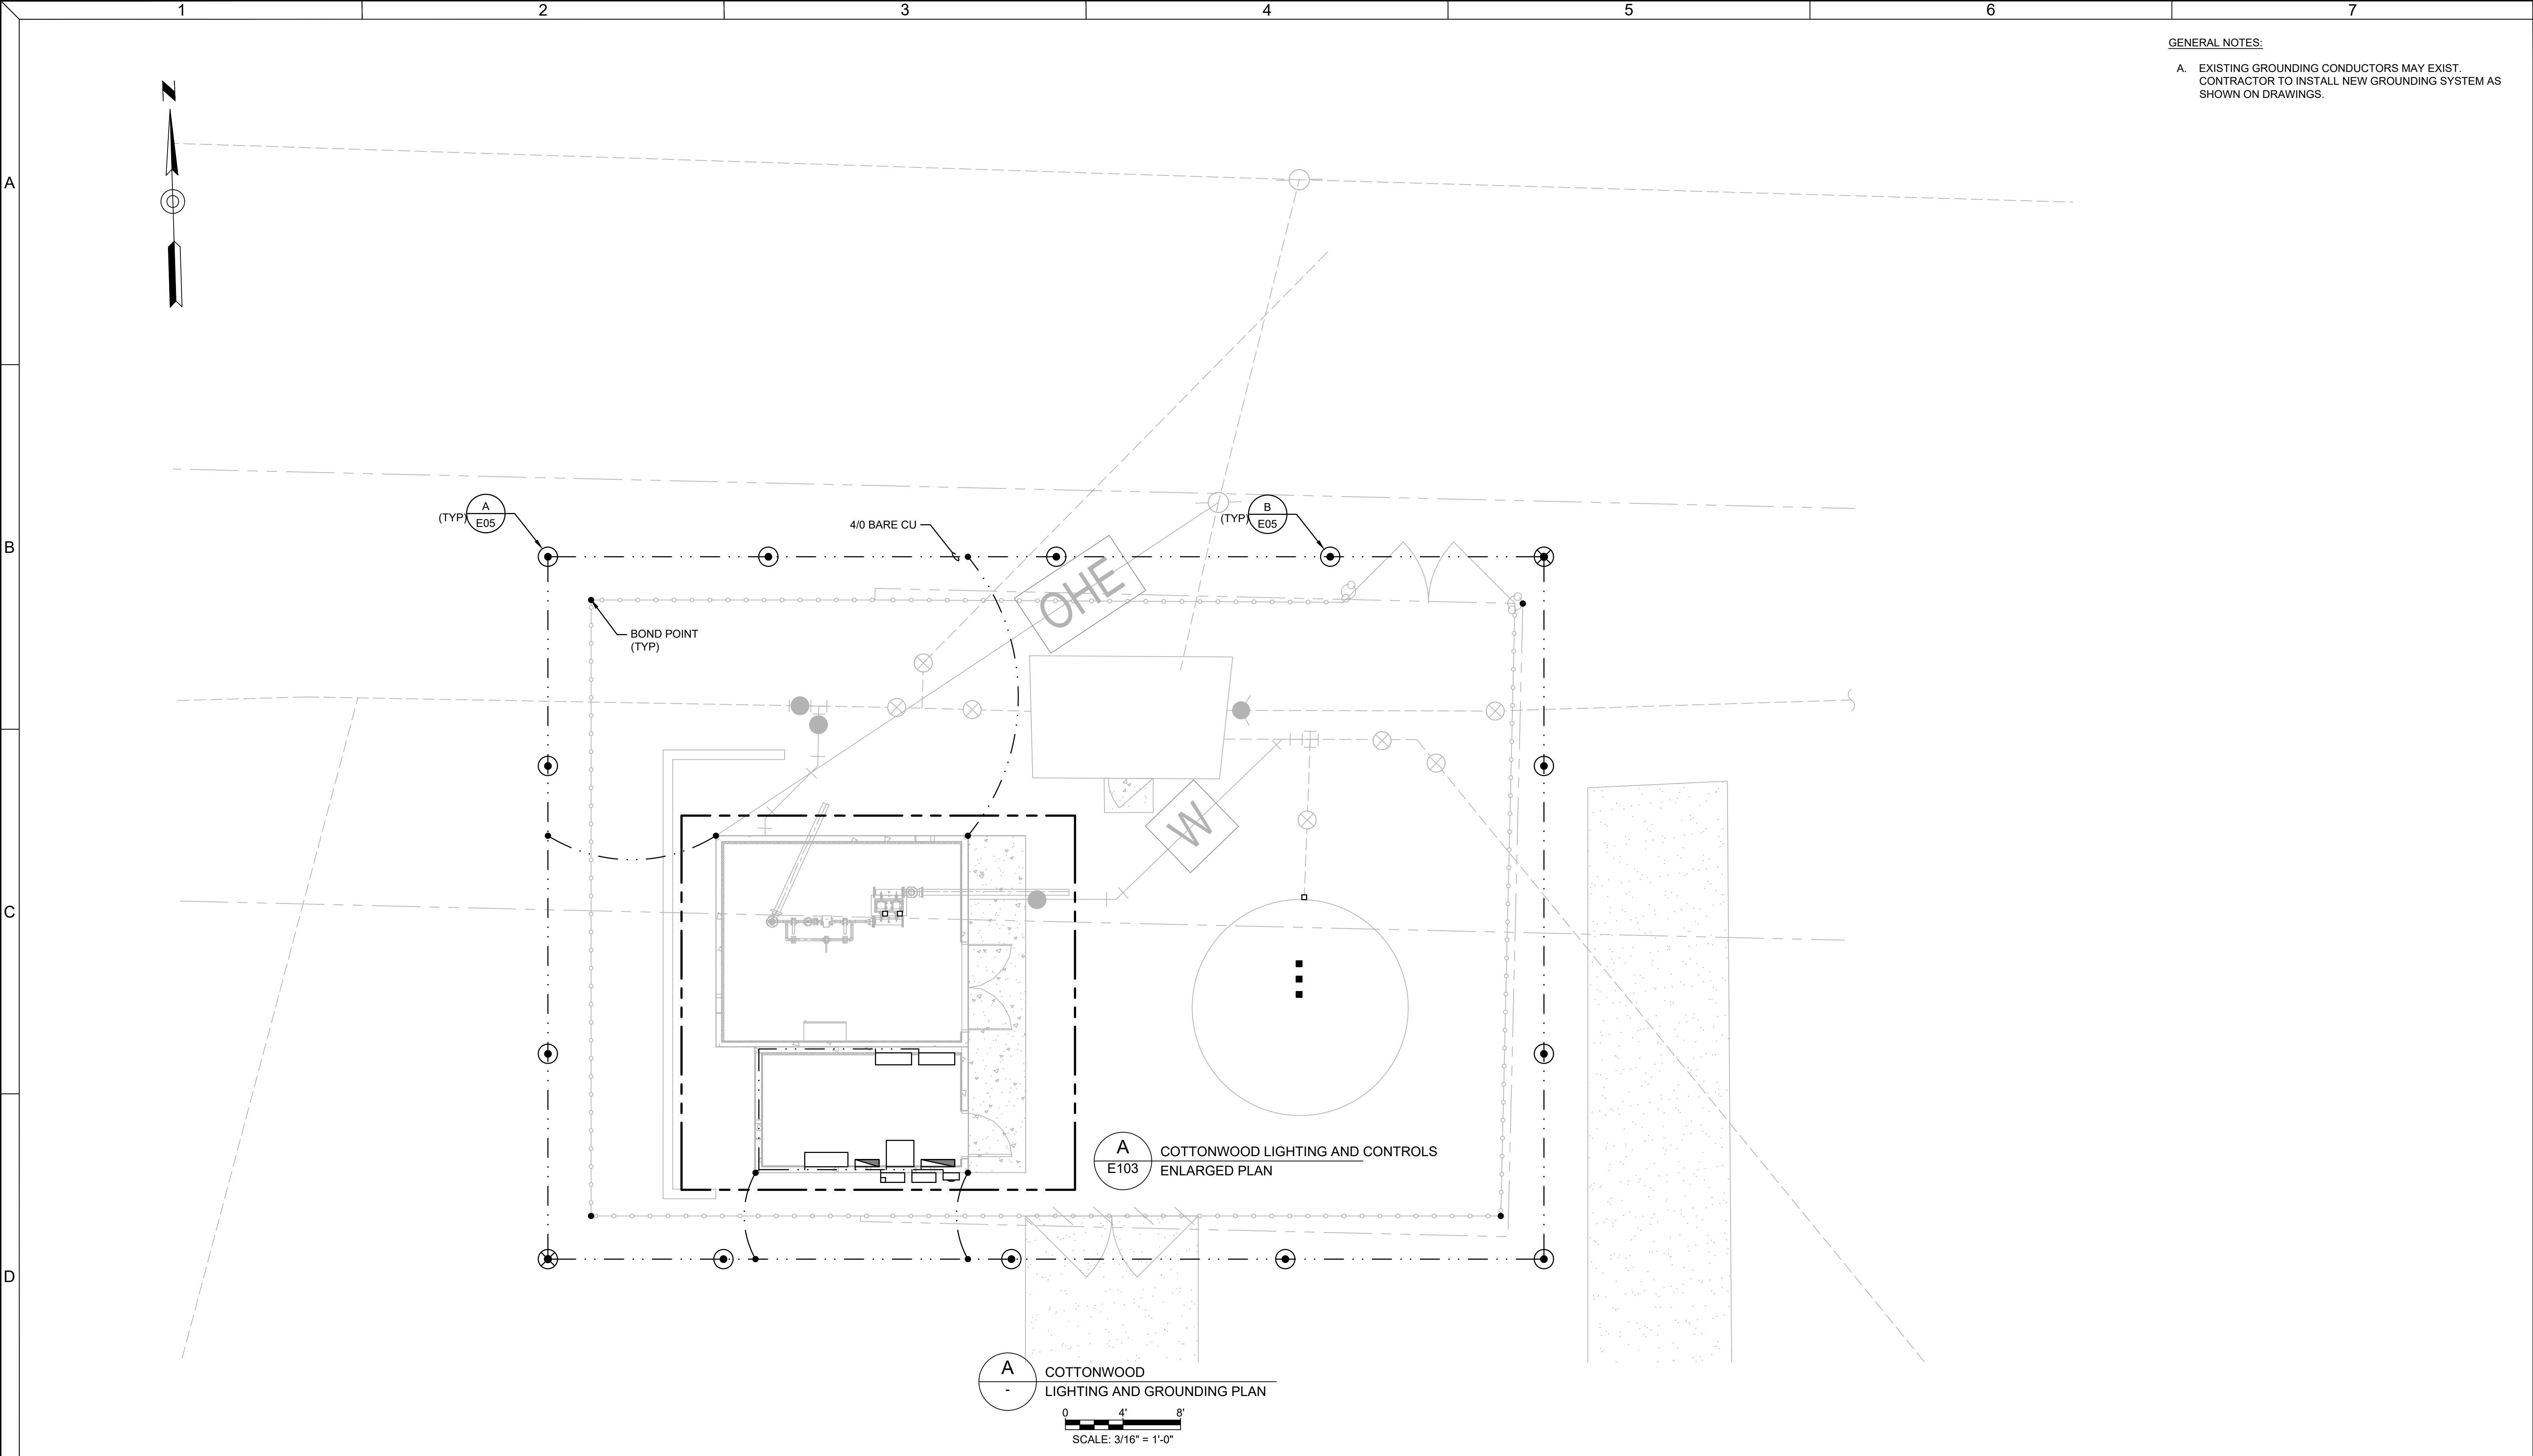 1 2 3 4 5 6 7
GENERAL NOTES:
A. EXISTING GROUNDING CONDUCTORS MAY EXIST.
CONTRACTOR TO INSTALL NEW GROUNDING SYSTEM AS
SHOWN ON DRAWINGS.
N
A
B
C
D
(TYP)
A
E05
4/0 BARE CU
(TYP)
B
E05
OHE
BOND POINT
(TYP)
W
A
E103
COTTONWOOD LIGHTING AND CONTROLS
ENLARGED PLAN
A
-
COTTONWOOD
LIGHTING AND GROUNDING PLAN
0 4' 8'
SCALE: 3/16" = 1'-0"